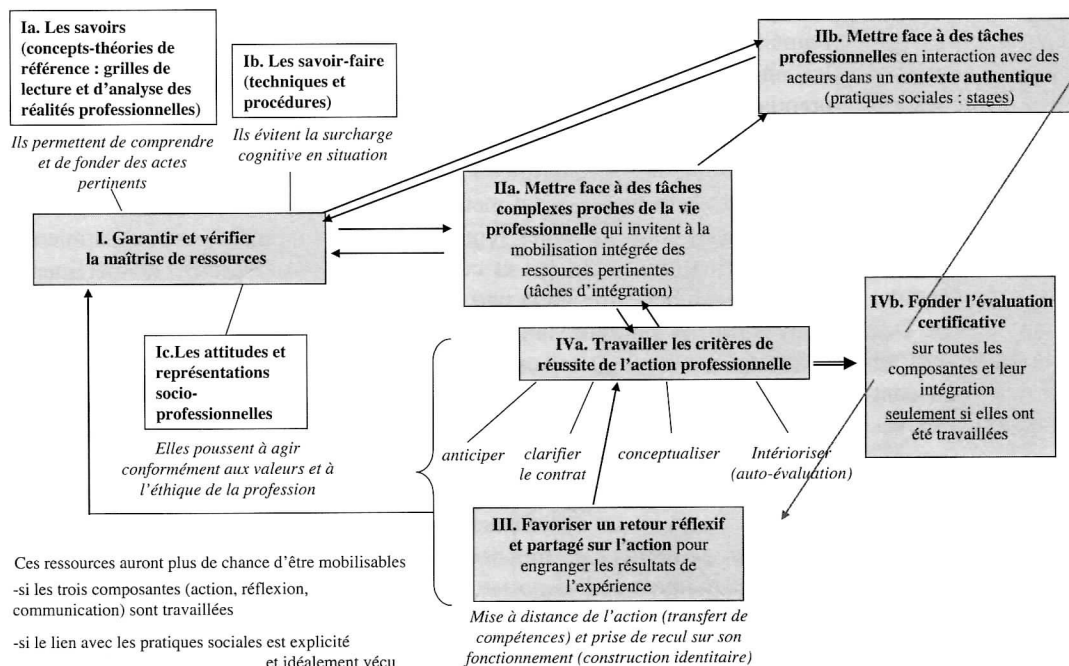 Ia. Les savoirs
(concepts-théories de
référence : grilles de
lecture et d'analyse des
réalités professionnelles)
Ils permettent de comprendre
et de fonder des actes
pertinents
Ib. Les savoir-faire
(techniques et
procédures)
Ils évitent la surcharge
cognitive en situation
IIb. Mettre face à des tâches
professionnelles en interaction avec des
acteurs dans un contexte authentique
(pratiques sociales : stages)
I. Garantir et vérifier
la maîtrise de ressources
IIa. Mettre face à des tâches
complexes proches de la vie
professionnelle qui invitent à la
mobilisation intégrée des
ressources pertinentes
(tâches d'intégration)
Ic.Les attitudes et
représentations
socio-
professionnelles
Elles poussent à agir
conformément aux valeurs et à
l'éthique de la profession
IVa. Travailler les critères de
réussite de l'action professionnelle
anticiper
clarifier
le contrat
conceptualiser
Intérioriser
(auto-évaluation)
IVb. Fonder l'évaluation
certificative
sur toutes les
composantes et leur
intégration
seulement si elles ont
été travaillées
III. Favoriser un retour réflexif
et partagé sur l'action pour
engranger les résultats de
l'expérience
Mise à distance de l'action (transfert de
compétences) et prise de recul sur son
fonctionnement (construction identitaire)
Ces ressources auront plus de chance d'être mobilisables
-si les trois composantes (action, réflexion,
communication) sont travaillées
-si le lien avec les pratiques sociales est explicité
et idéalement vécu